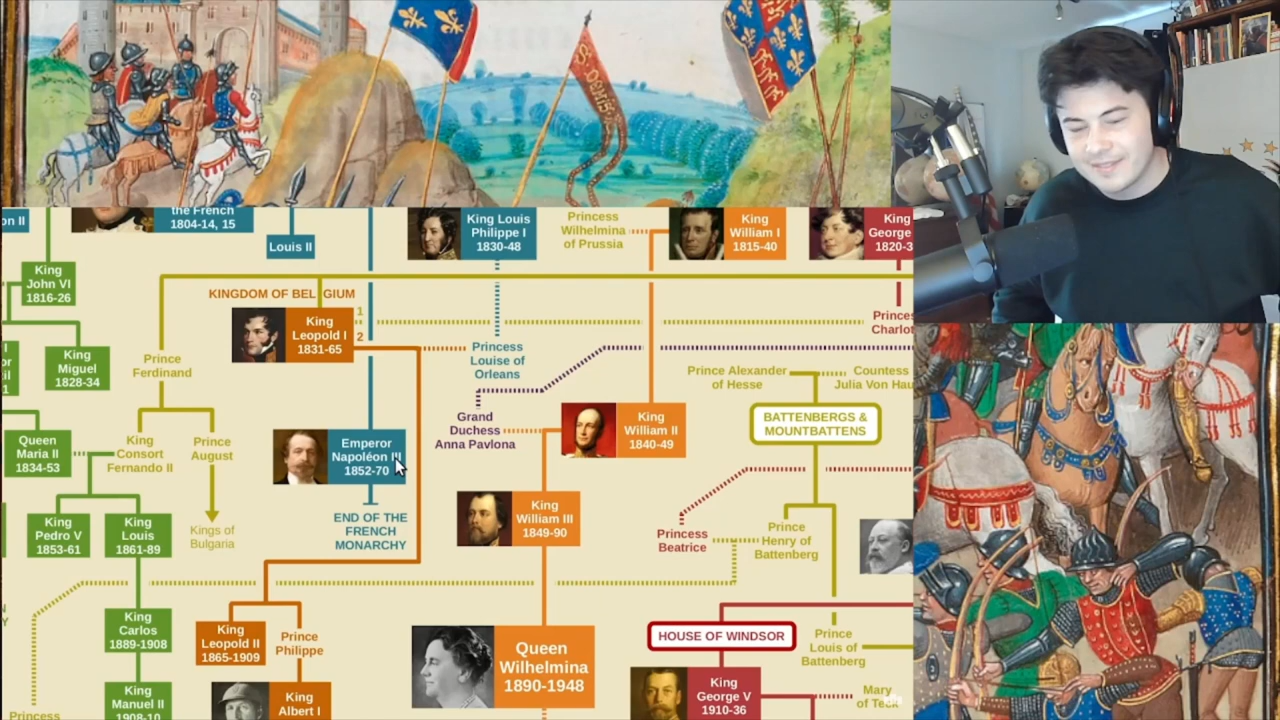 S. DENIS
on II
the French
1804-14, 15
Louis II
King Louis
Philippe I
1830-48
Princess
Wilhelmina
of Prussia
King
William I
1815-40
King
George
1820-3
King
John VI
1816-26
KINGDOM OF BELGIUM
King
Leopold I
1831-65
1
2
Princes
Charlot
King
Miguel
1828-34
Prince
Ferdinand
Princess
Louise of
Orleans
Prince Alexander
of Hesse
Countess
Julia Von Hau
Grand
Duchess
Anna Pavlona
King
William II
1840-49
BATTENBERGS &
MOUNTBATTENS
Queen
Maria II
1834-53
King
Consort
Fernando II
Prince
August
Emperor
Napoléon III
1852-70
King
Pedro V
1853-61
King
Louis
1861-89
Kings of
Bulgaria
END OF THE
FRENCH
MONARCHY
King
William III
1849-90
Princess
Beatrice
Prince
Henry of
Battenberg
King
Carlos
1889-1908
King
Leopold II
1865-1909
Prince
Philippe
Queen
Wilhelmina
1890-1948
HOUSE OF WINDSOR
Prince
Louis of
Battenberg
King
Manuel II
1908-10
King
Albert I
King
George V
1910-36
Mary
of Teck
Princess